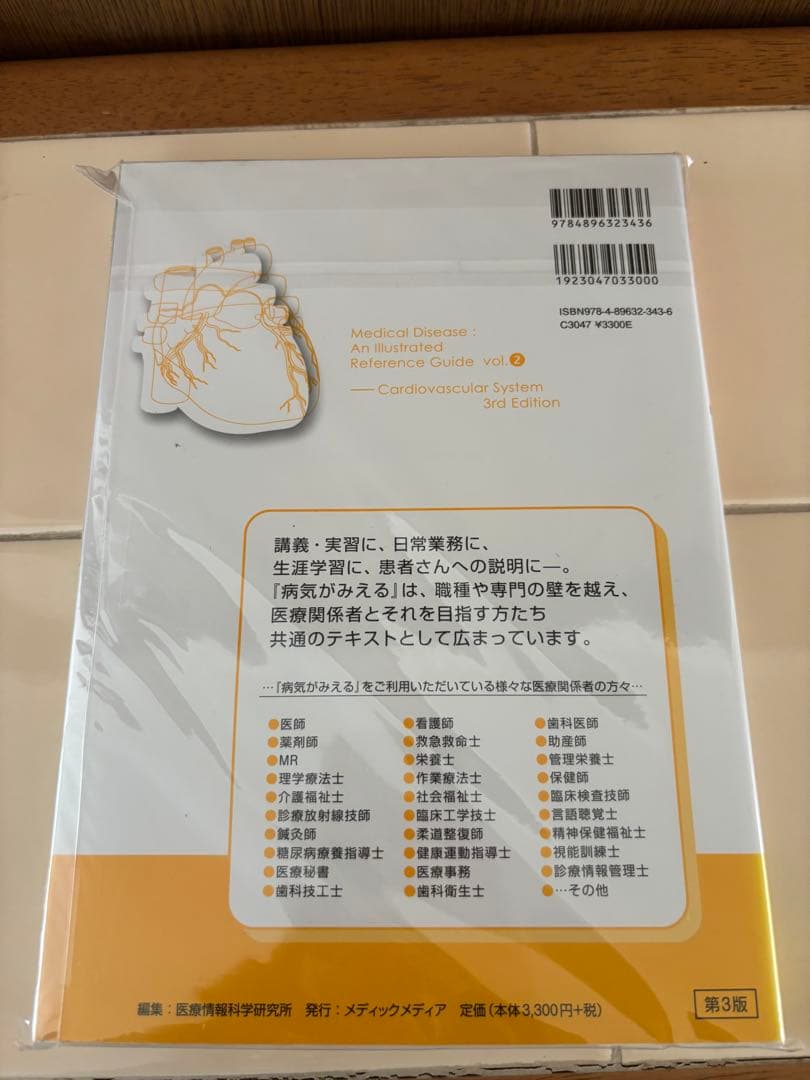 9784896323436
1923047033000
ISBN978-4-89632-343-6
C3047 ¥3300E
Medical Disease :
An Illustrated
Reference Guide vol.2
— Cardiovascular System
3rd Edition
講義・実習に、日常業務に、
生涯学習に、患者さんへの説明に—。
『病気がみえる』は、職種や専門の壁を越え、
医療関係者とそれを目指す方たち
共通のテキストとして広まっています。
…『病気がみえる』をご利用いただいている様々な医療関係者の方々…
●医師 ●看護師 ●歯科医師
●薬剤師 ●救急救命士 ●助産師
●MR ●栄養士 ●管理栄養士
●理学療法士 ●作業療法士 ●保健師
●介護福祉士 ●社会福祉士 ●臨床検査技師
●診療放射線技師 ●臨床工学技士 ●言語聴覚士
●鍼灸師 ●柔道整復師 ●精神保健福祉士
●糖尿病療養指導士 ●健康運動指導士 ●視能訓練士
●医療秘書 ●医療事務 ●診療情報管理士
●歯科技工士 ●歯科衛生士 ●…その他
編集：医療情報科学研究所 発行：メディックメディア 定価（本体3,300円+税）
第3版